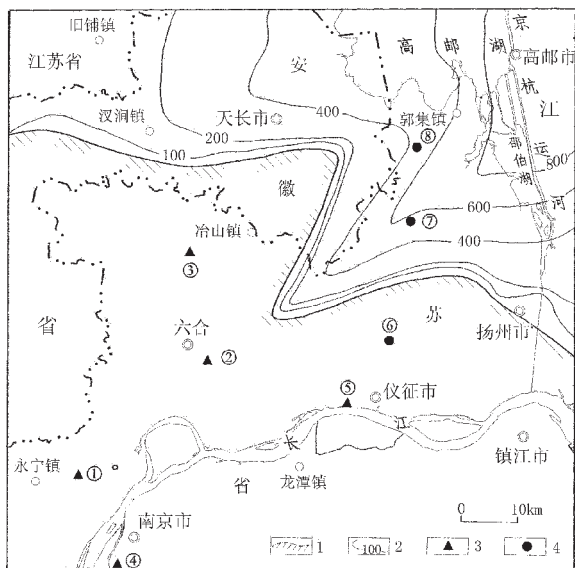 旧铺镇
江苏省
汊涧镇
天长市
安
徽
高邮湖
京杭运河
高邮市
江
苏
省
郭集镇
邵伯湖
100
200
400
800
600
400
冶山镇
③
⑧
⑦
六合
②
⑥
⑤
仪征市
扬州市
省
永宁镇
①
长江
龙潭镇
镇江市
南京市
④
0 10km
1 100 2 3 4